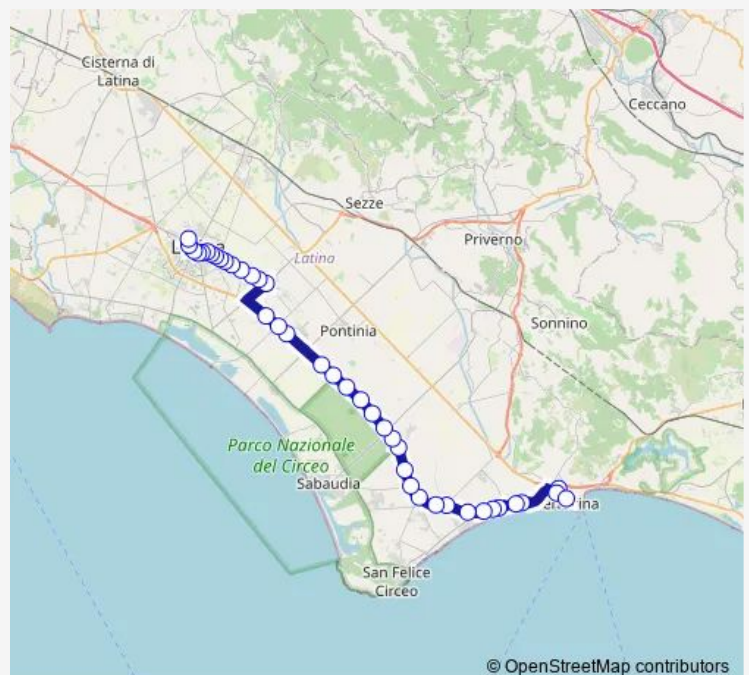 Cisterna di
Latina
Ceccano
Sezze
Priverno
Latina
Sonnino
Pontinia
Parco Nazionale
del Circeo
Sabaudia
San Felice
Circeo
© OpenStreetMap contributors